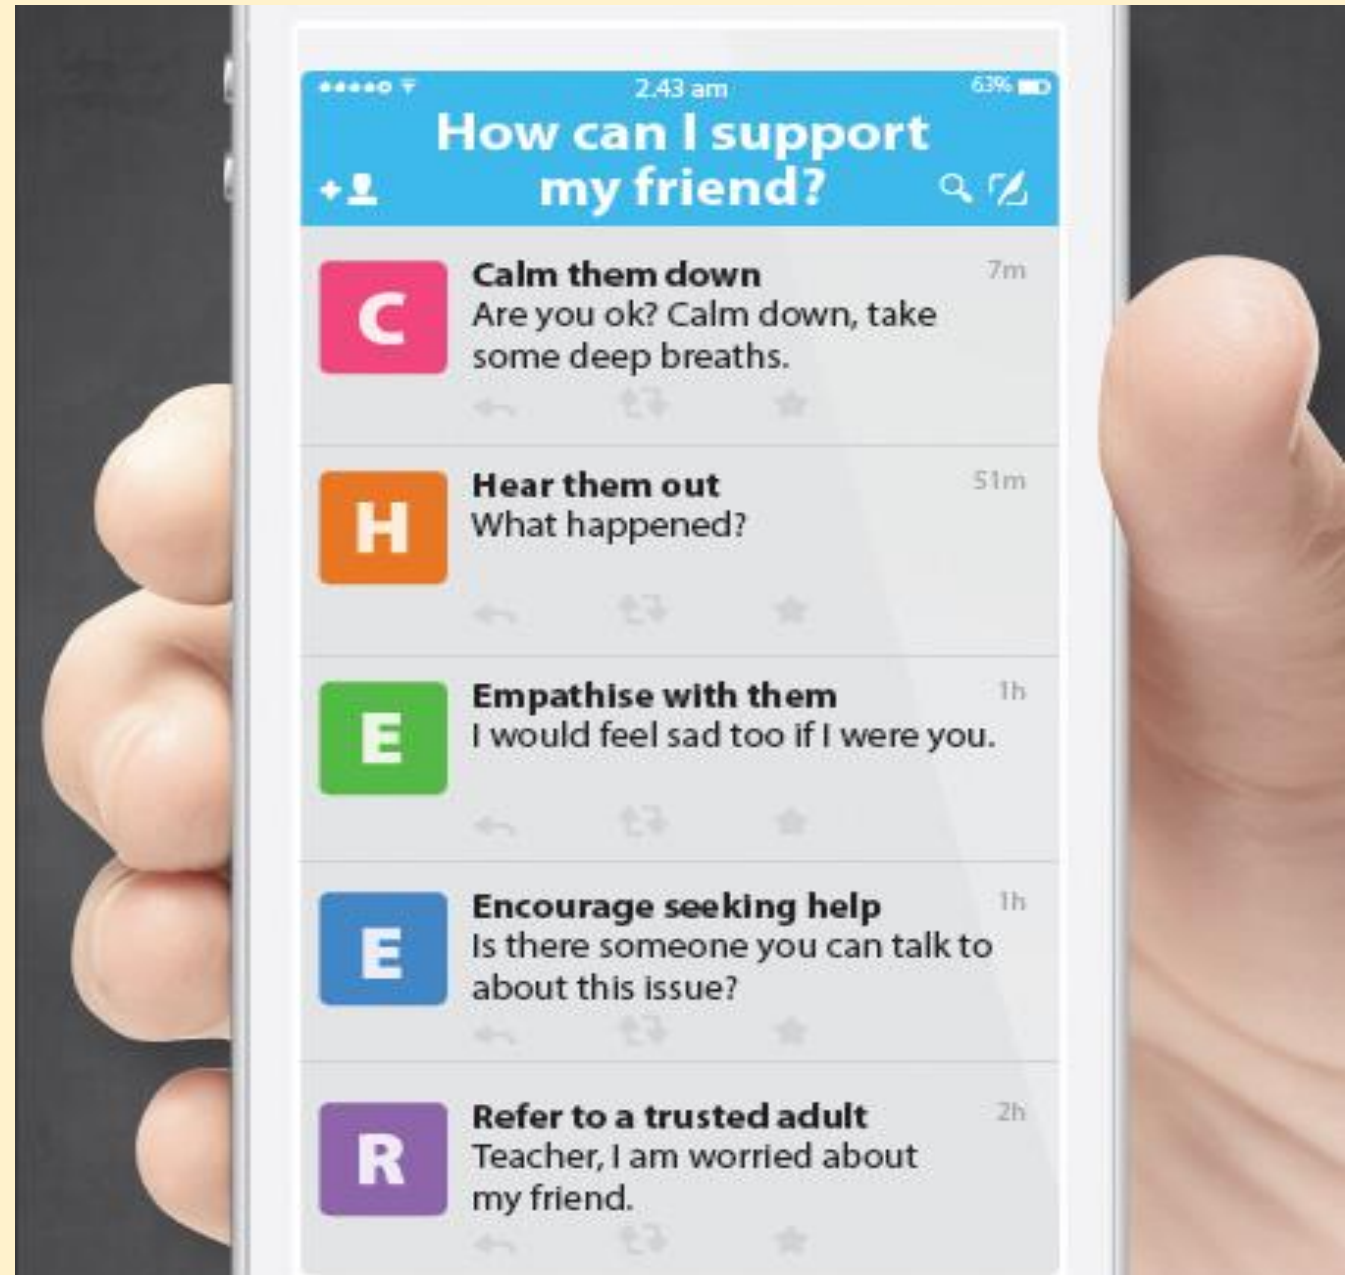 2.43 am
63%
How can I support
my friend?
C
Calm them down
7m
Are you ok? Calm down, take
some deep breaths.
H
Hear them out
51m
What happened?
E
Empathise with them
1h
I would feel sad too if I were you.
E
Encourage seeking help
1h
Is there someone you can talk to
about this issue?
R
Refer to a trusted adult
2h
Teacher, I am worried about
my friend.